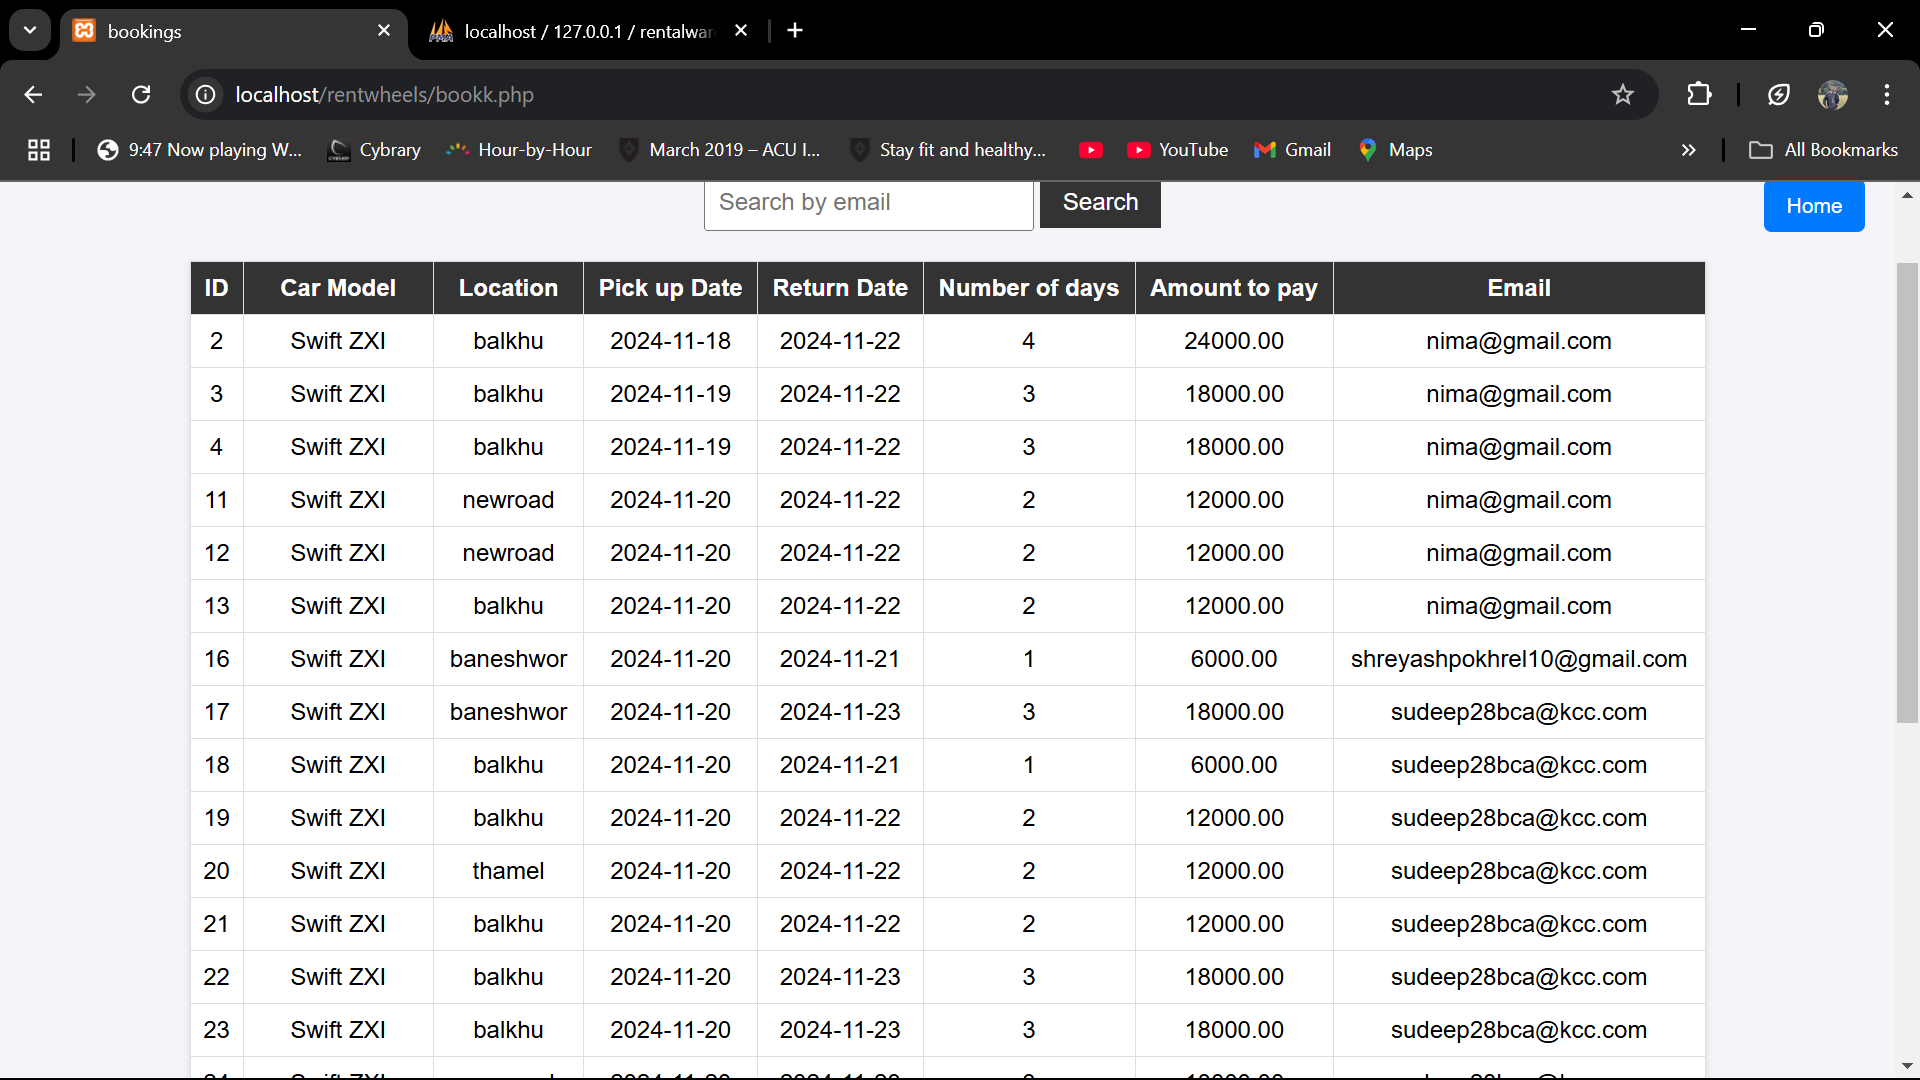 bookings
localhost / 127.0.0.1 / rentalwar
localhost/rentwheels/bookk.php
9:47 Now playing W... Cybrary Hour-by-Hour March 2019 – ACU I... Stay fit and healthy... YouTube Gmail Maps » All Bookmarks
Search by email Search Home
ID Car Model Location Pick up Date Return Date Number of days Amount to pay Email
2 Swift ZXI balkhu 2024-11-18 2024-11-22 4 24000.00 nima@gmail.com
3 Swift ZXI balkhu 2024-11-19 2024-11-22 3 18000.00 nima@gmail.com
4 Swift ZXI balkhu 2024-11-19 2024-11-22 3 18000.00 nima@gmail.com
11 Swift ZXI newroad 2024-11-20 2024-11-22 2 12000.00 nima@gmail.com
12 Swift ZXI newroad 2024-11-20 2024-11-22 2 12000.00 nima@gmail.com
13 Swift ZXI balkhu 2024-11-20 2024-11-22 2 12000.00 nima@gmail.com
16 Swift ZXI baneshwor 2024-11-20 2024-11-21 1 6000.00 shreyashpokhrel10@gmail.com
17 Swift ZXI baneshwor 2024-11-20 2024-11-23 3 18000.00 sudeep28bca@kcc.com
18 Swift ZXI balkhu 2024-11-20 2024-11-21 1 6000.00 sudeep28bca@kcc.com
19 Swift ZXI balkhu 2024-11-20 2024-11-22 2 12000.00 sudeep28bca@kcc.com
20 Swift ZXI thamel 2024-11-20 2024-11-22 2 12000.00 sudeep28bca@kcc.com
21 Swift ZXI balkhu 2024-11-20 2024-11-22 2 12000.00 sudeep28bca@kcc.com
22 Swift ZXI balkhu 2024-11-20 2024-11-23 3 18000.00 sudeep28bca@kcc.com
23 Swift ZXI balkhu 2024-11-20 2024-11-23 3 18000.00 sudeep28bca@kcc.com